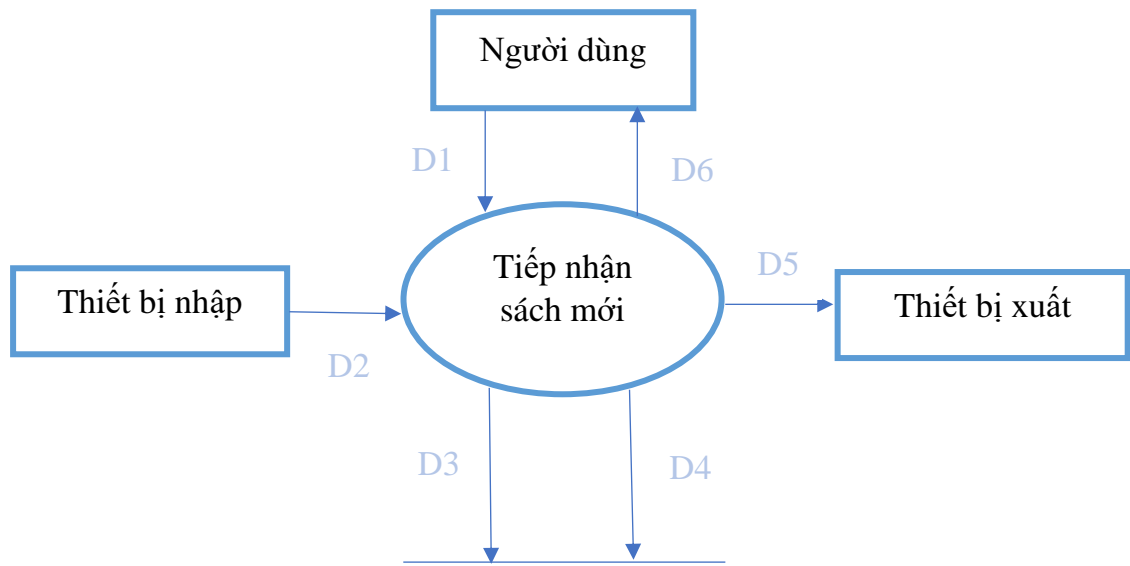 Người dùng
D1
D6
Tiếp nhận
sách mới
D5
Thiết bị nhập
Thiết bị xuất
D2
D3
D4